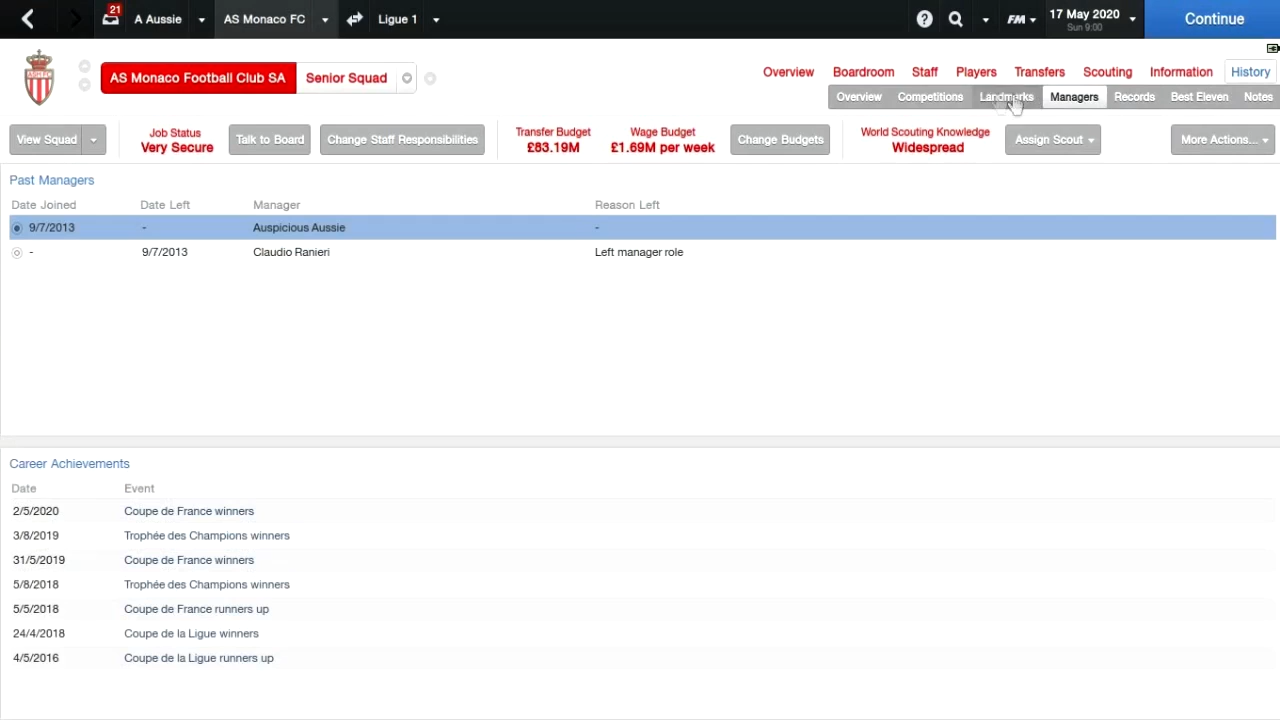 21 A Aussie AS Monaco FC Ligue 1 FM 17 May 2020 Sun 9:00 Continue
AS Monaco Football Club SA Senior Squad
Overview Boardroom Staff Players Transfers Scouting Information History
Overview Competitions Landmarks Managers Records Best Eleven Notes
View Squad Job Status Very Secure Talk to Board Change Staff Responsibilities Transfer Budget £83.19M Wage Budget £1.69M per week Change Budgets World Scouting Knowledge Widespread Assign Scout More Actions...
Past Managers
Date Joined Date Left Manager Reason Left
9/7/2013 - Auspicious Aussie -
- 9/7/2013 Claudio Ranieri Left manager role
Career Achievements
Date Event
2/5/2020 Coupe de France winners
3/8/2019 Trophée des Champions winners
31/5/2019 Coupe de France winners
5/8/2018 Trophée des Champions winners
5/5/2018 Coupe de France runners up
24/4/2018 Coupe de la Ligue winners
4/5/2016 Coupe de la Ligue runners up